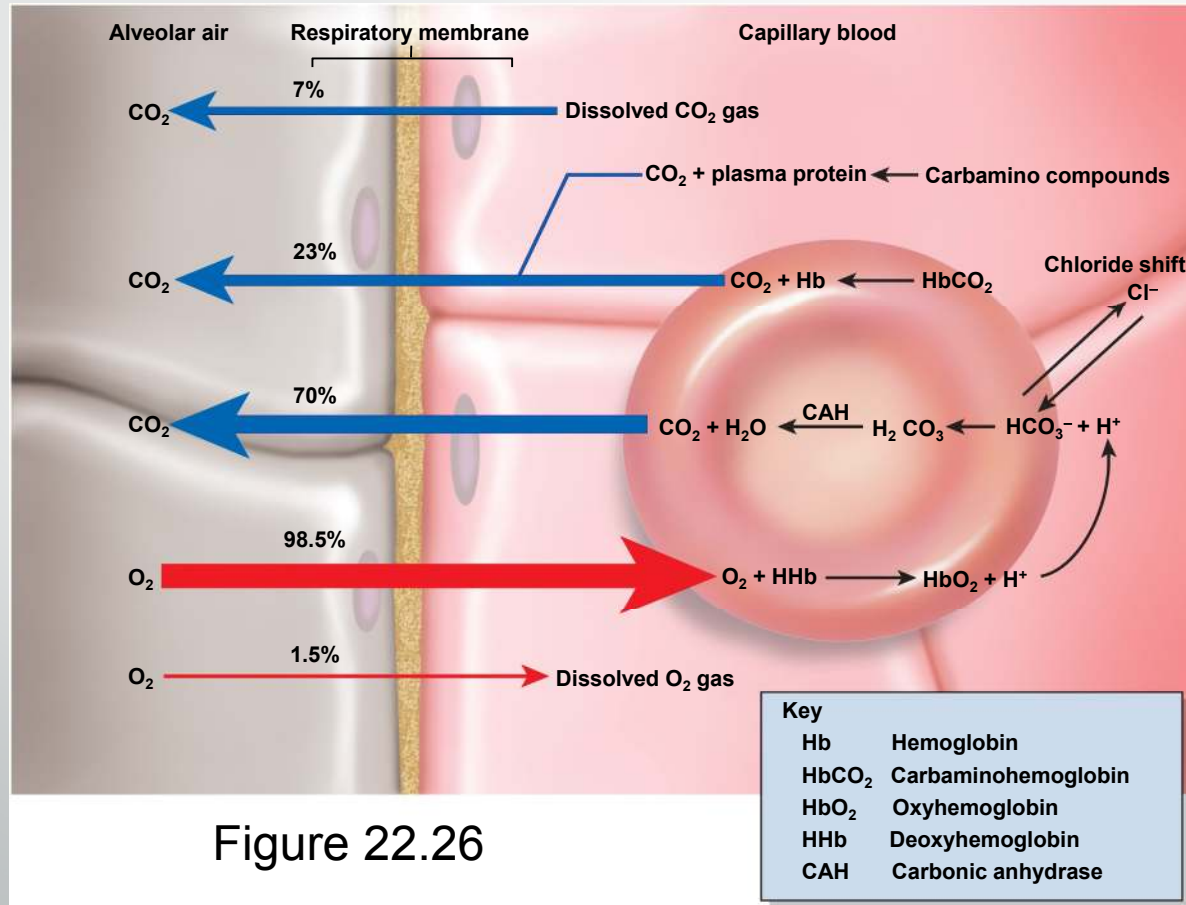 Alveolar air Respiratory membrane Capillary blood
7%
CO₂ Dissolved CO₂ gas
CO₂ + plasma protein Carbamino compounds
23%
CO₂ CO₂ + Hb HbCO₂
Chloride shift
Cl⁻
70%
CO₂ CO₂ + H₂O CAH H₂ CO₃ HCO₃⁻ + H⁺
98.5%
O₂ O₂ + HHb HbO₂ + H⁺
1.5%
O₂ Dissolved O₂ gas
Key
Hb Hemoglobin
HbCO₂ Carbaminohemoglobin
HbO₂ Oxyhemoglobin
HHb Deoxyhemoglobin
CAH Carbonic anhydrase
Figure 22.26